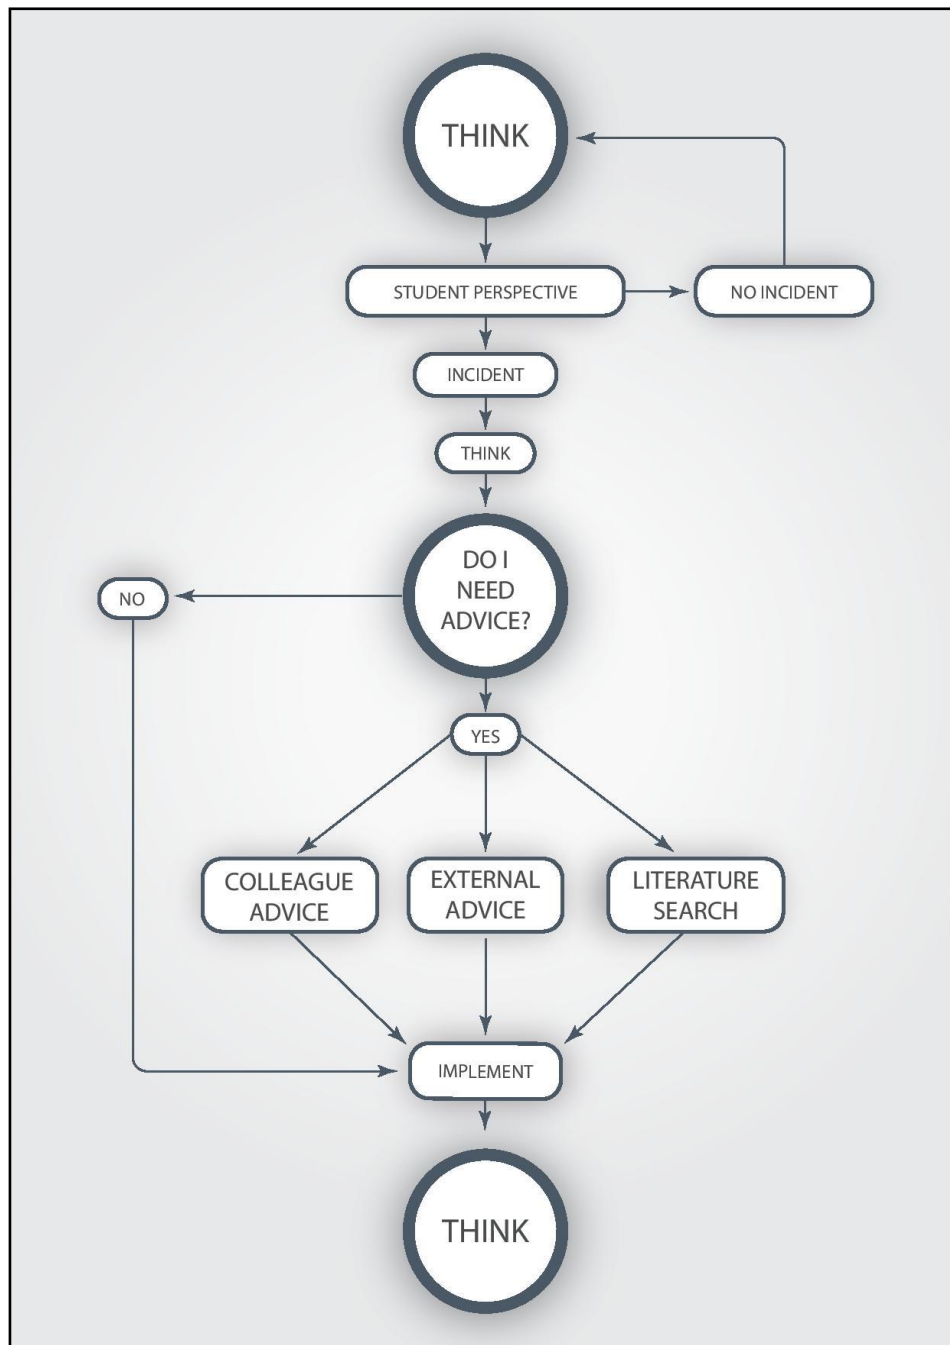 THINK
STUDENT PERSPECTIVE
NO INCIDENT
INCIDENT
THINK
DO I
NEED
ADVICE?
NO
YES
COLLEAGUE
ADVICE
EXTERNAL
ADVICE
LITERATURE
SEARCH
IMPLEMENT
THINK